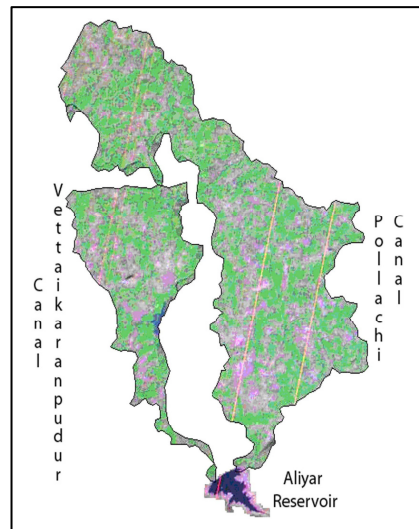 Vettaikaranpudur
Canal
Pollachi
Canal
Aliyar
Reservoir